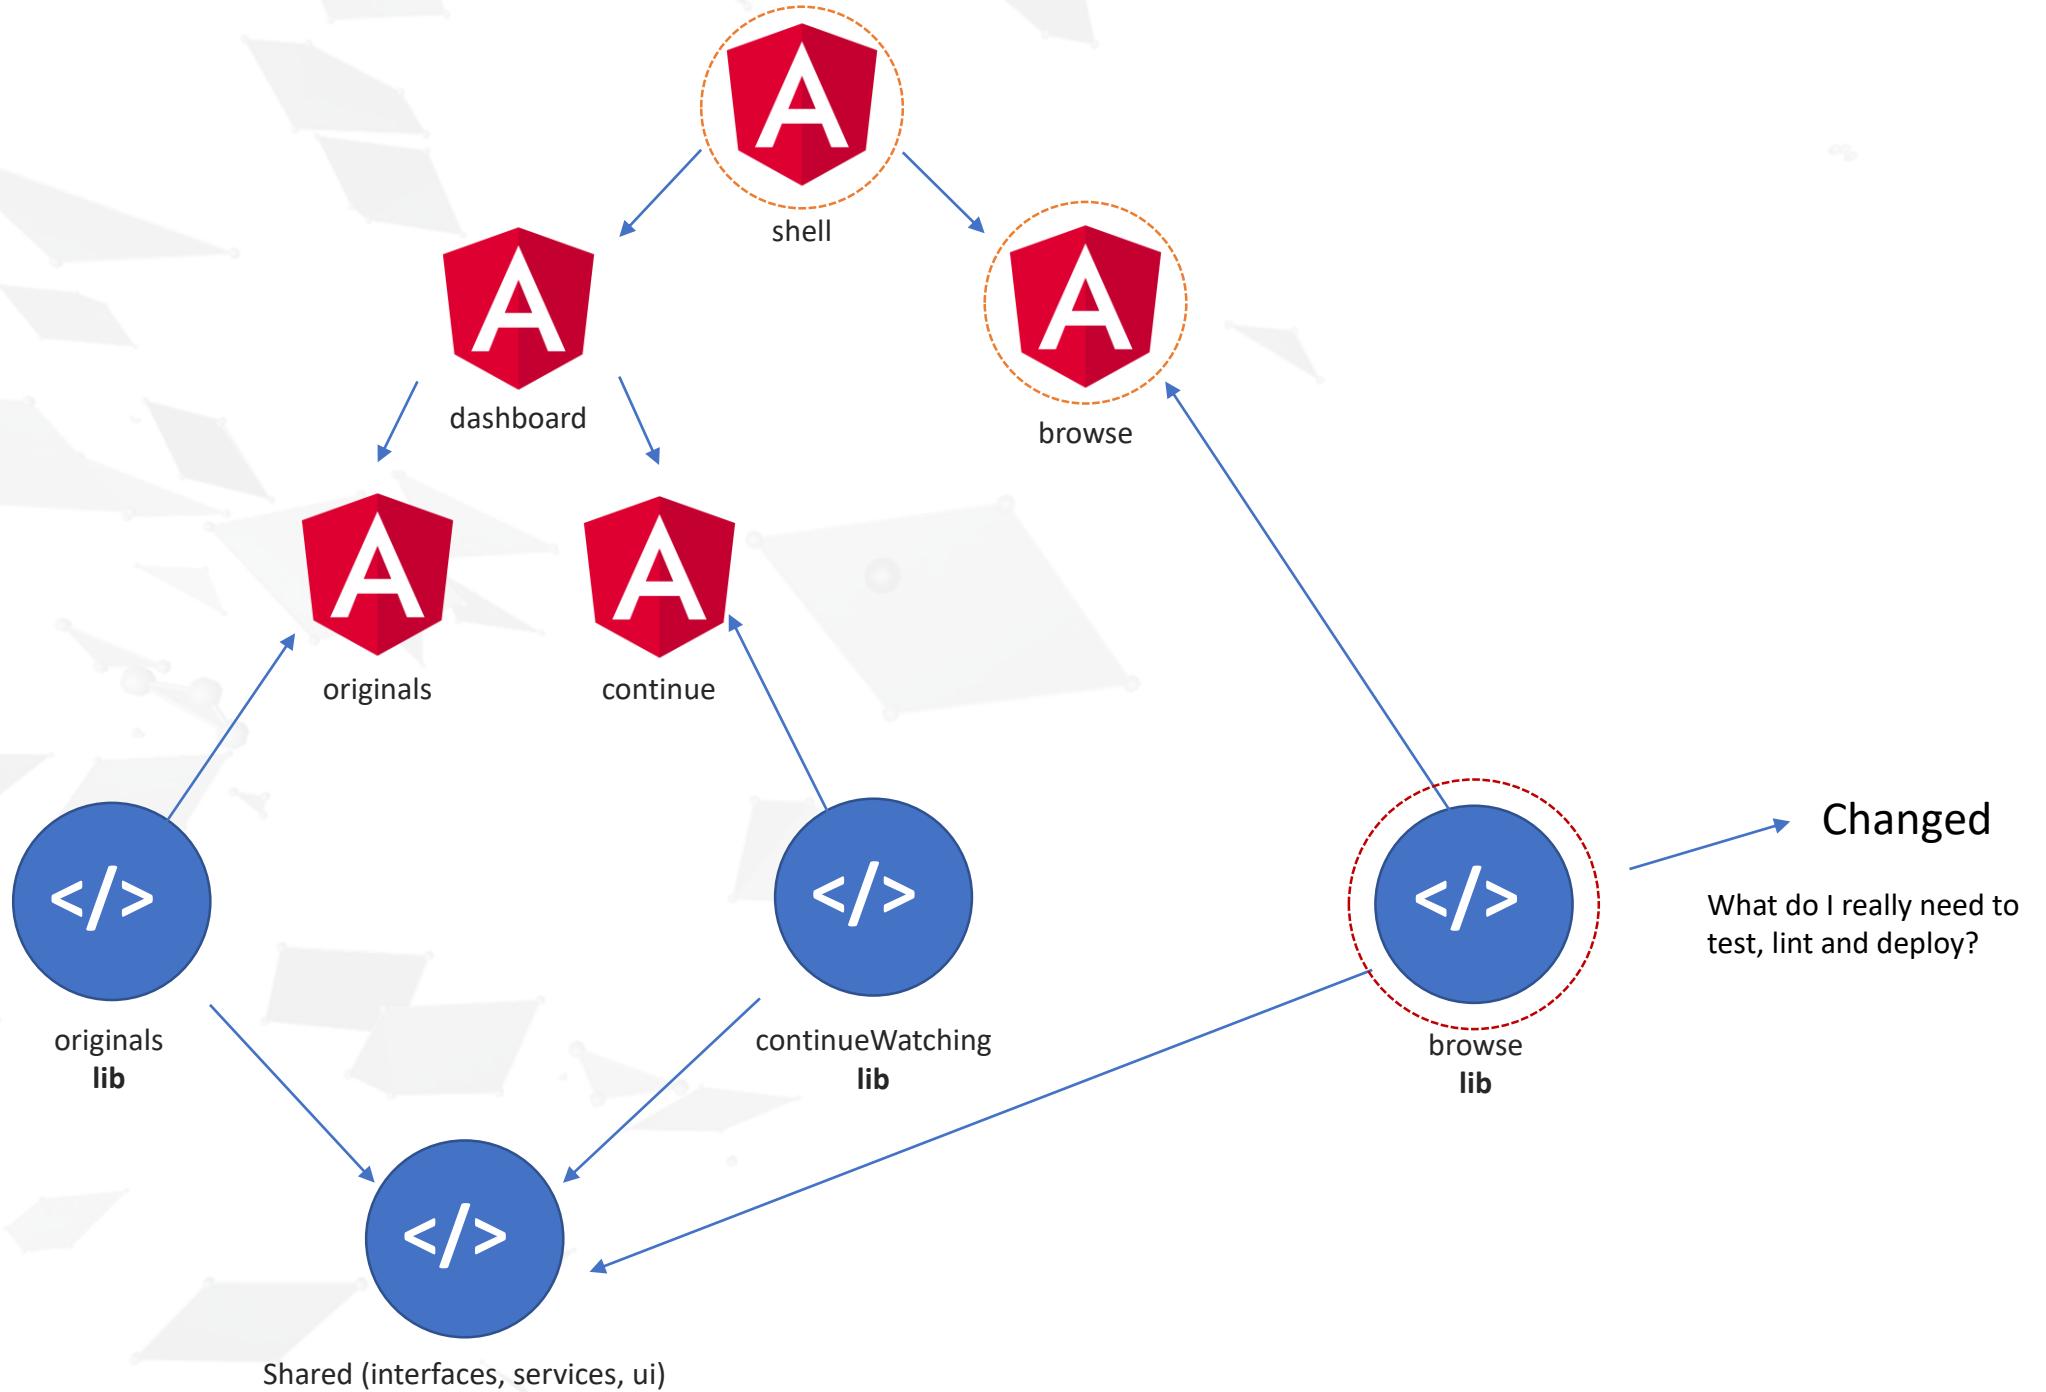 A
shell
A
dashboard
A
browse
A
originals
A
continue
</>
originals
lib
</>
continueWatching
lib
</>
browse
lib
Changed
What do I really need to
test, lint and deploy?
</>
Shared (interfaces, services, ui)